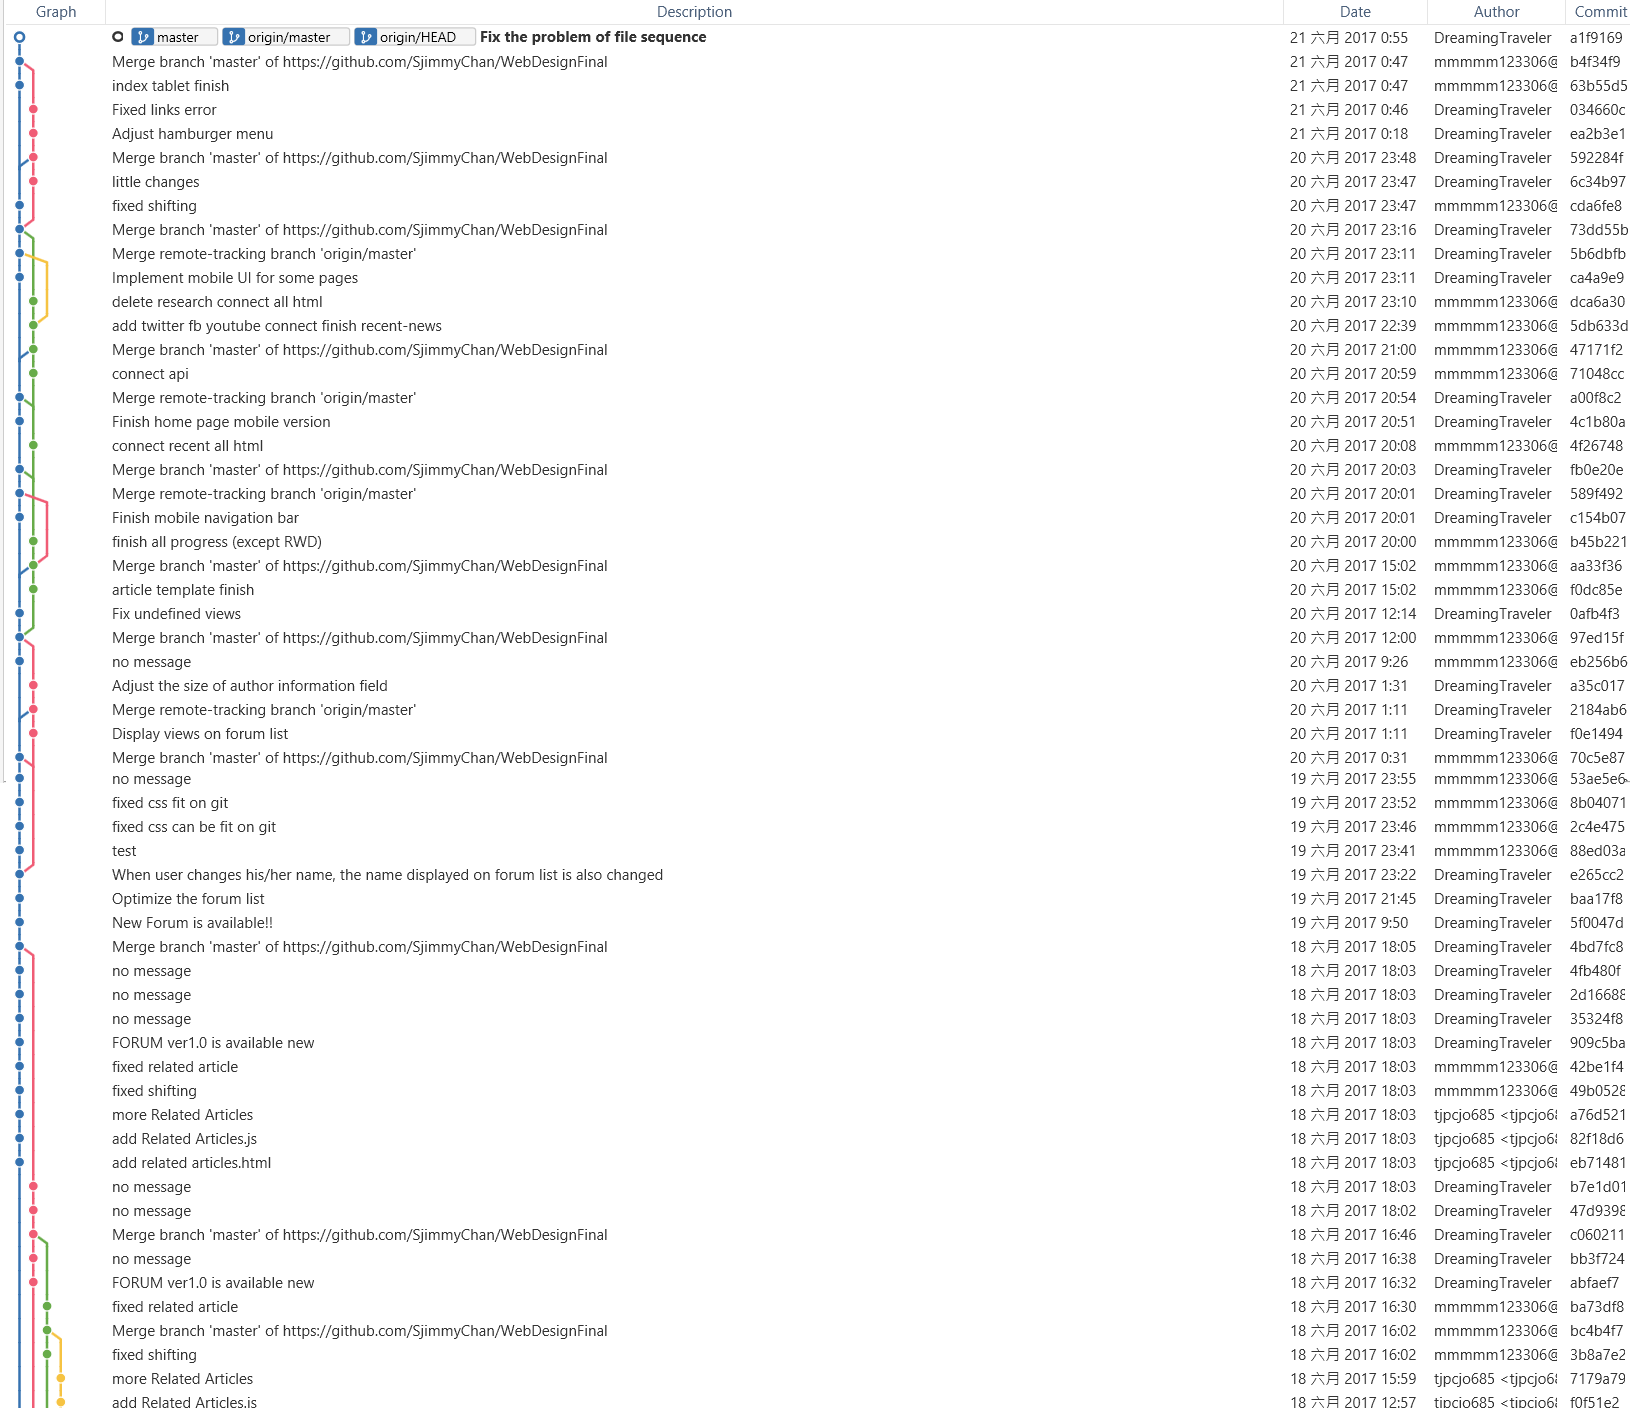 Graph Description Date Author Commit
master origin/master origin/HEAD Fix the problem of file sequence 21 六月 2017 0:55 DreamingTraveler a1f9169
Merge branch 'master' of https://github.com/SjimmyChan/WebDesignFinal 21 六月 2017 0:47 mmmmm123306@ b4f34f9
index tablet finish 21 六月 2017 0:47 mmmmm123306@ 63b55d5
Fixed links error 21 六月 2017 0:46 DreamingTraveler 034660c
Adjust hamburger menu 21 六月 2017 0:18 DreamingTraveler ea2b3e1
Merge branch 'master' of https://github.com/SjimmyChan/WebDesignFinal 20 六月 2017 23:48 DreamingTraveler 592284f
little changes 20 六月 2017 23:47 DreamingTraveler 6c34b97
fixed shifting 20 六月 2017 23:47 mmmmm123306@ cda6fe8
Merge branch 'master' of https://github.com/SjimmyChan/WebDesignFinal 20 六月 2017 23:16 DreamingTraveler 73dd55b
Merge remote-tracking branch 'origin/master' 20 六月 2017 23:11 DreamingTraveler 5b6dbfb
Implement mobile UI for some pages 20 六月 2017 23:11 DreamingTraveler ca4a9e9
delete research connect all html 20 六月 2017 23:10 mmmmm123306@ dca6a30
add twitter fb youtube connect finish recent-news 20 六月 2017 22:39 mmmmm123306@ 5db633d
Merge branch 'master' of https://github.com/SjimmyChan/WebDesignFinal 20 六月 2017 21:00 mmmmm123306@ 47171f2
connect api 20 六月 2017 20:59 mmmmm123306@ 71048cc
Merge remote-tracking branch 'origin/master' 20 六月 2017 20:54 DreamingTraveler a00f8c2
Finish home page mobile version 20 六月 2017 20:51 DreamingTraveler 4c1b80a
connect recent all html 20 六月 2017 20:08 mmmmm123306@ 4f26748
Merge branch 'master' of https://github.com/SjimmyChan/WebDesignFinal 20 六月 2017 20:03 DreamingTraveler fb0e20e
Merge remote-tracking branch 'origin/master' 20 六月 2017 20:01 DreamingTraveler 589f492
Finish mobile navigation bar 20 六月 2017 20:01 DreamingTraveler c154b07
finish all progress (except RWD) 20 六月 2017 20:00 mmmmm123306@ b45b221
Merge branch 'master' of https://github.com/SjimmyChan/WebDesignFinal 20 六月 2017 15:02 mmmmm123306@ aa33f36
article template finish 20 六月 2017 15:02 mmmmm123306@ f0dc85e
Fix undefined views 20 六月 2017 12:14 DreamingTraveler 0afb4f3
Merge branch 'master' of https://github.com/SjimmyChan/WebDesignFinal 20 六月 2017 12:00 mmmmm123306@ 97ed15f
no message 20 六月 2017 9:26 mmmmm123306@ eb256b6
Adjust the size of author information field 20 六月 2017 1:31 DreamingTraveler a35c017
Merge remote-tracking branch 'origin/master' 20 六月 2017 1:11 DreamingTraveler 2184ab6
Display views on forum list 20 六月 2017 1:11 DreamingTraveler f0e1494
Merge branch 'master' of https://github.com/SjimmyChan/WebDesignFinal 20 六月 2017 0:31 mmmmm123306@ 70c5e87
no message 19 六月 2017 23:55 mmmmm123306@ 53ae5e6
fixed css fit on git 19 六月 2017 23:52 mmmmm123306@ 8b04071
fixed css can be fit on git 19 六月 2017 23:46 mmmmm123306@ 2c4e475
test 19 六月 2017 23:41 mmmmm123306@ 88ed03a
When user changes his/her name, the name displayed on forum list is also changed 19 六月 2017 23:22 DreamingTraveler e265cc2
Optimize the forum list 19 六月 2017 21:45 DreamingTraveler baa17f8
New Forum is available!! 19 六月 2017 9:50 DreamingTraveler 5f0047d
Merge branch 'master' of https://github.com/SjimmyChan/WebDesignFinal 18 六月 2017 18:05 DreamingTraveler 4bd7fc8
no message 18 六月 2017 18:03 DreamingTraveler 4fb480f
no message 18 六月 2017 18:03 DreamingTraveler 2d16688
no message 18 六月 2017 18:03 DreamingTraveler 35324f8
FORUM ver1.0 is available new 18 六月 2017 18:03 DreamingTraveler 909c5ba
fixed related article 18 六月 2017 18:03 mmmmm123306@ 42be1f4
fixed shifting 18 六月 2017 18:03 mmmmm123306@ 49b0528
more Related Articles 18 六月 2017 18:03 tjpcjo685 <tjpcjo68 a76d521
add Related Articles.js 18 六月 2017 18:03 tjpcjo685 <tjpcjo68 82f18d6
add related articles.html 18 六月 2017 18:03 tjpcjo685 <tjpcjo68 eb71481
no message 18 六月 2017 18:03 DreamingTraveler b7e1d01
no message 18 六月 2017 18:02 DreamingTraveler 47d9398
Merge branch 'master' of https://github.com/SjimmyChan/WebDesignFinal 18 六月 2017 16:46 DreamingTraveler c060211
no message 18 六月 2017 16:38 DreamingTraveler bb3f724
FORUM ver1.0 is available new 18 六月 2017 16:32 DreamingTraveler abfaef7
fixed related article 18 六月 2017 16:30 mmmmm123306@ ba73df8
Merge branch 'master' of https://github.com/SjimmyChan/WebDesignFinal 18 六月 2017 16:02 mmmmm123306@ bc4b4f7
fixed shifting 18 六月 2017 16:02 mmmmm123306@ 3b8a7e2
more Related Articles 18 六月 2017 15:59 tjpcjo685 <tjpcjo68 7179a79
add Related Articles.js 18 六月 2017 12:57 tjpcjo685 <tjpcjo68 f0f51e2